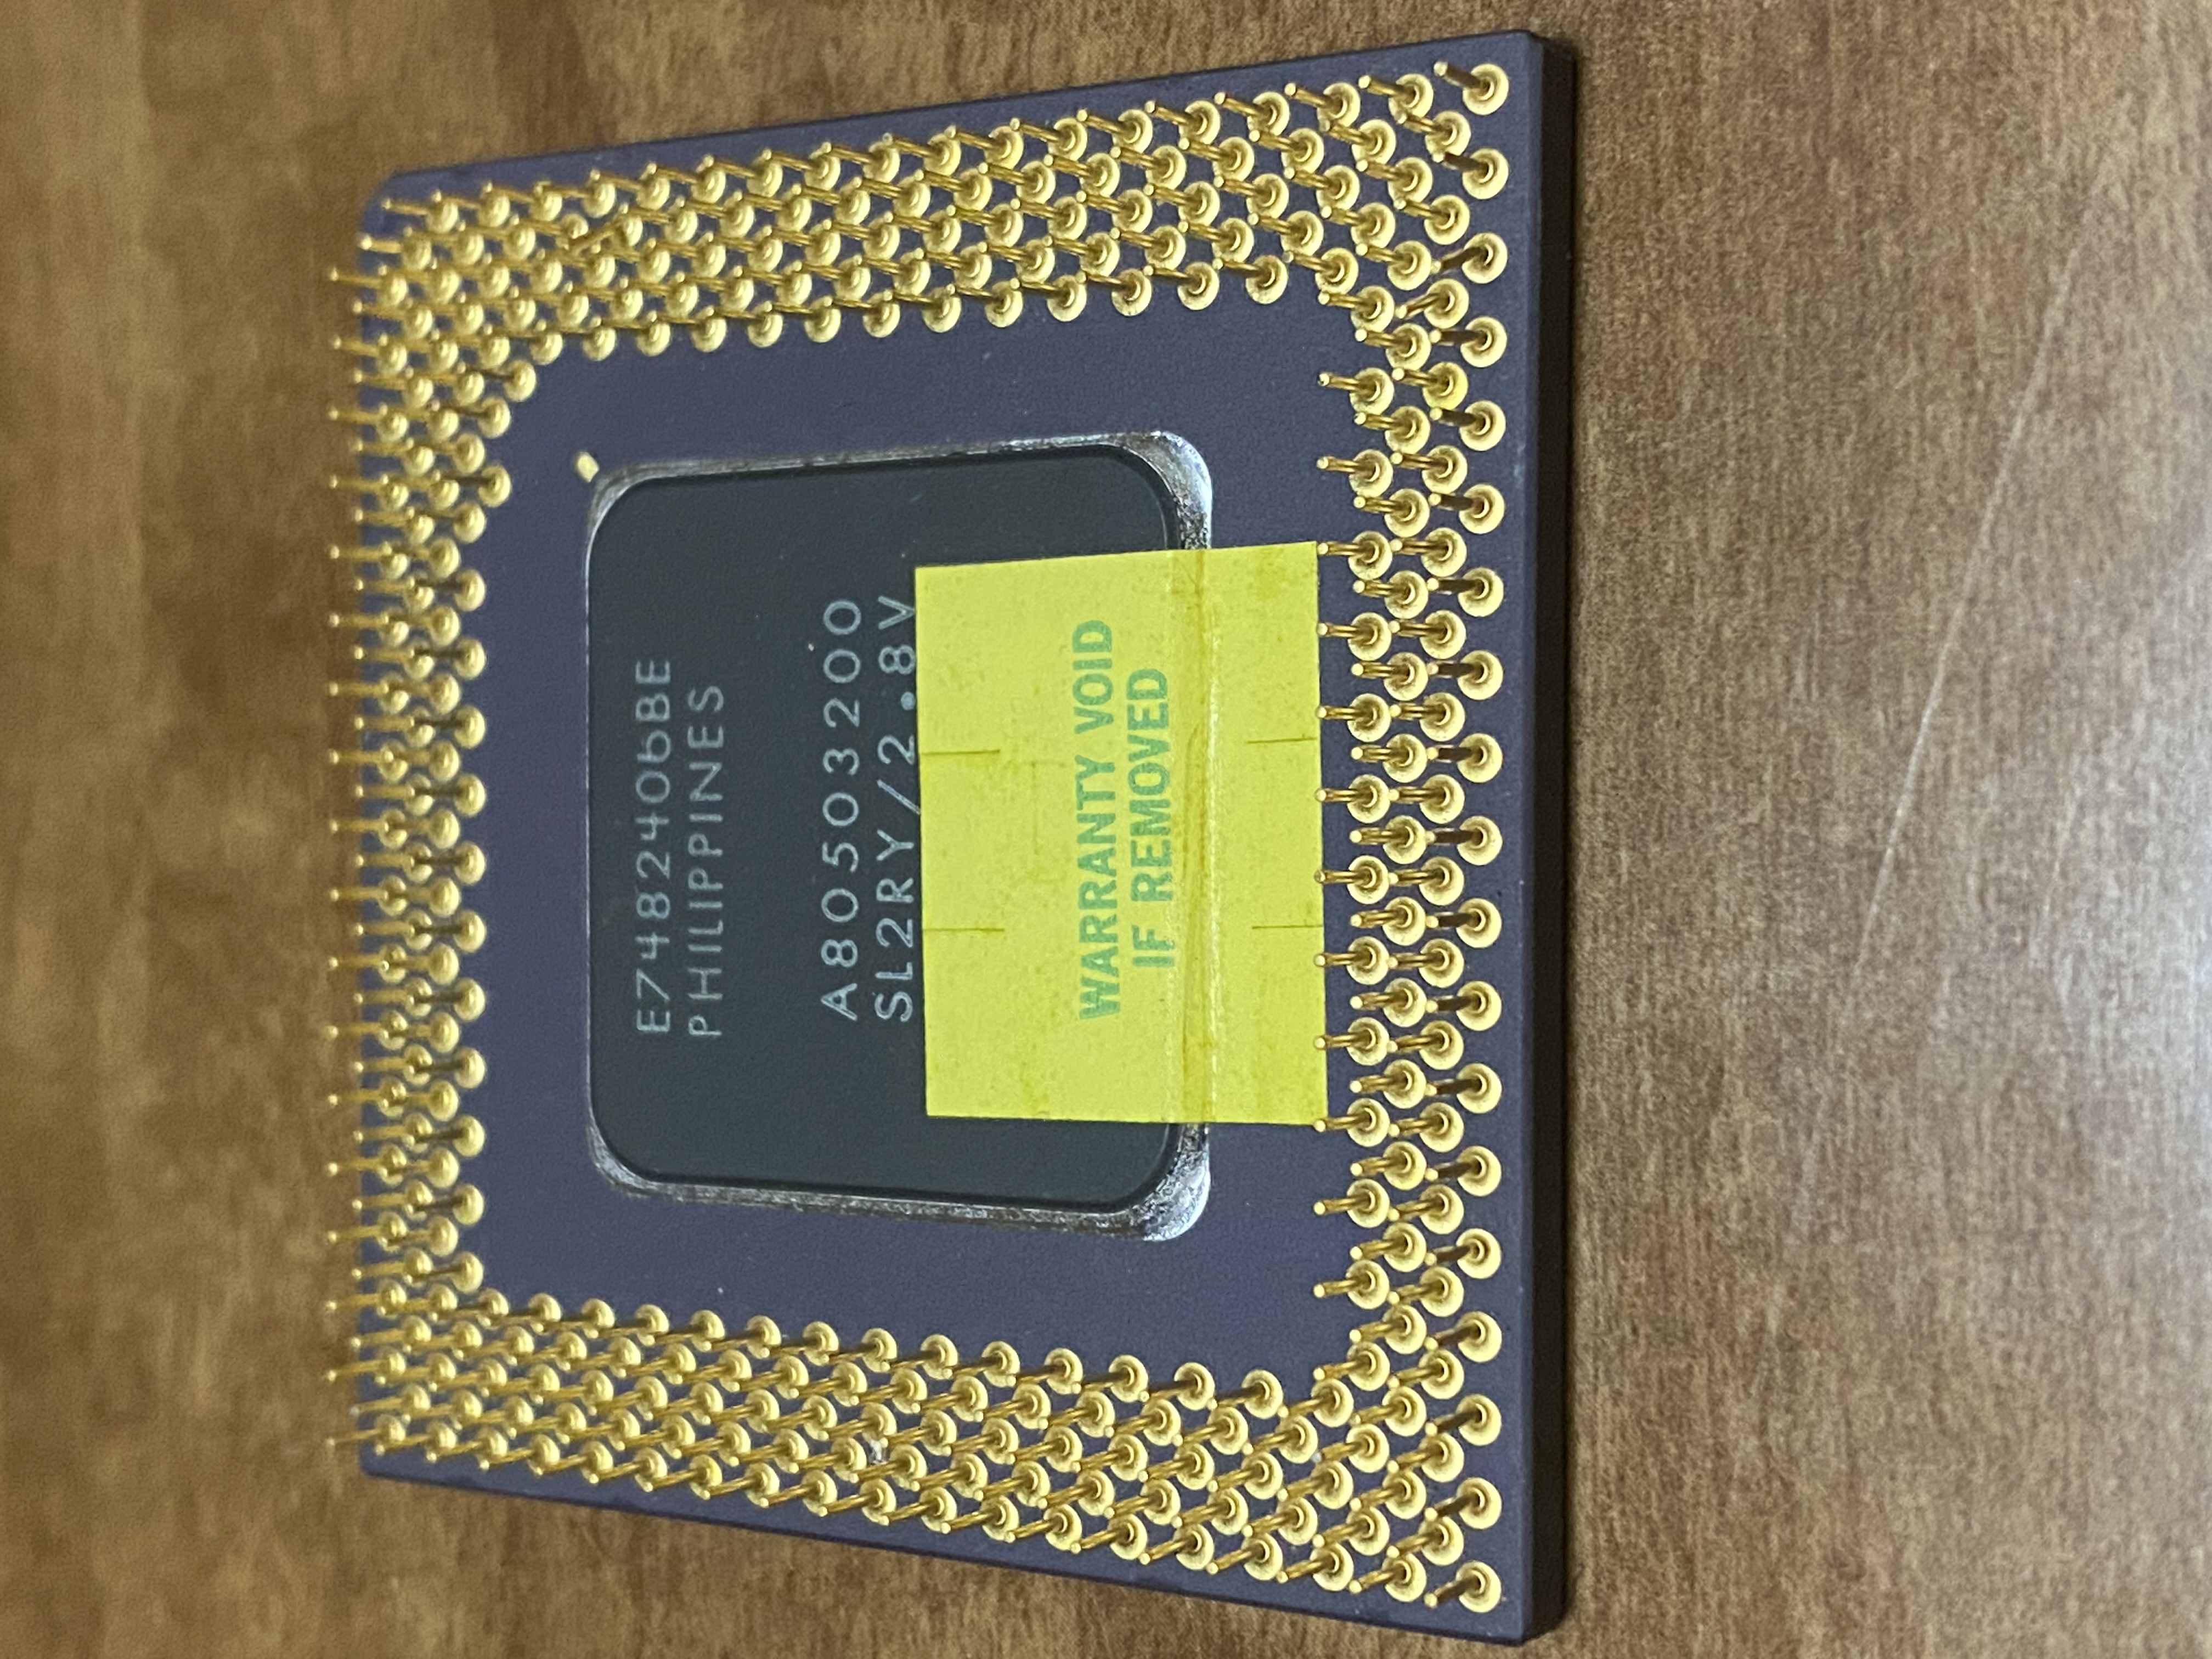 E7482406BE
PHILIPPINES
A80503200
SL2RY/2.8V
WARRANTY VOID
IF REMOVED